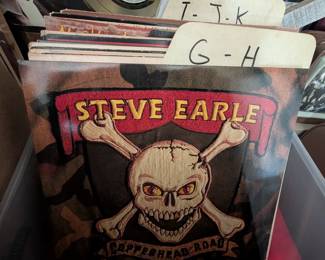 I-J-K
G-H
STEVE EARLE
COPPERHEAD-ROAD